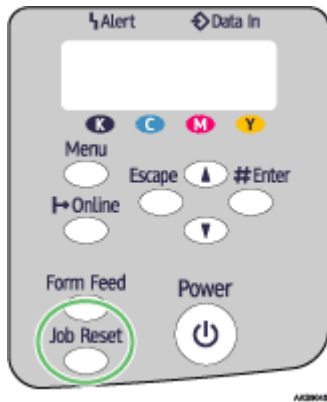 Alert Data In
K C M Y
Menu
Escape #Enter
Online
Form Feed
Power
Job Reset